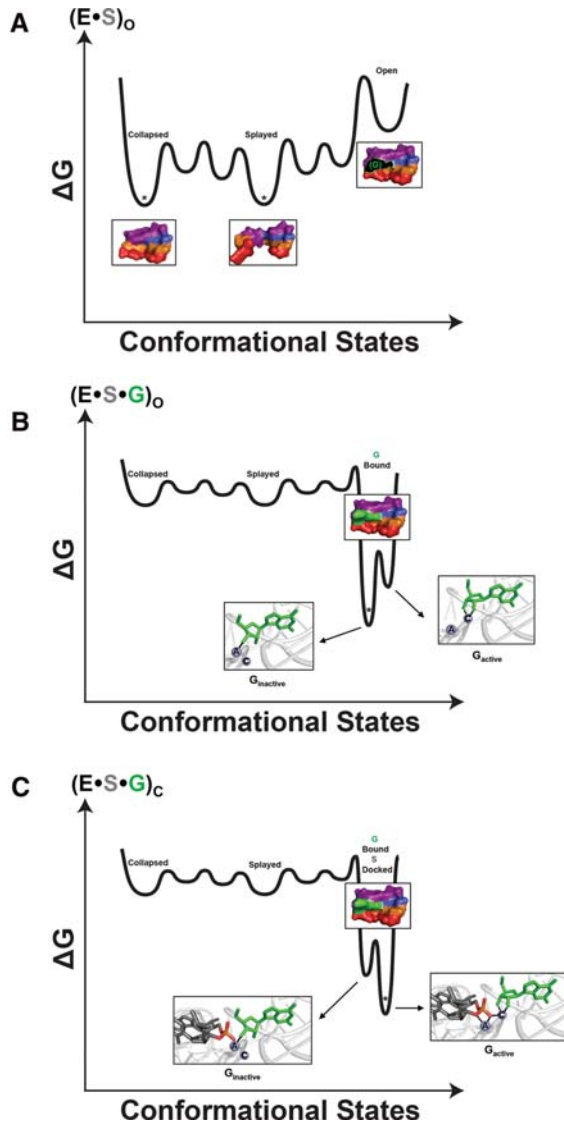 A
(E•S)O
Open
Collapsed
Splayed
(G)
*
*
ΔG
Conformational States
B
(E•S•G)O
G
Bound
Collapsed
Splayed
ΔG
*
A
C
Ginactive
A
C
Gactive
Conformational States
C
(E•S•G)C
G
Bound
S
Docked
Collapsed
Splayed
ΔG
*
A
C
Ginactive
A
C
Gactive
Conformational States